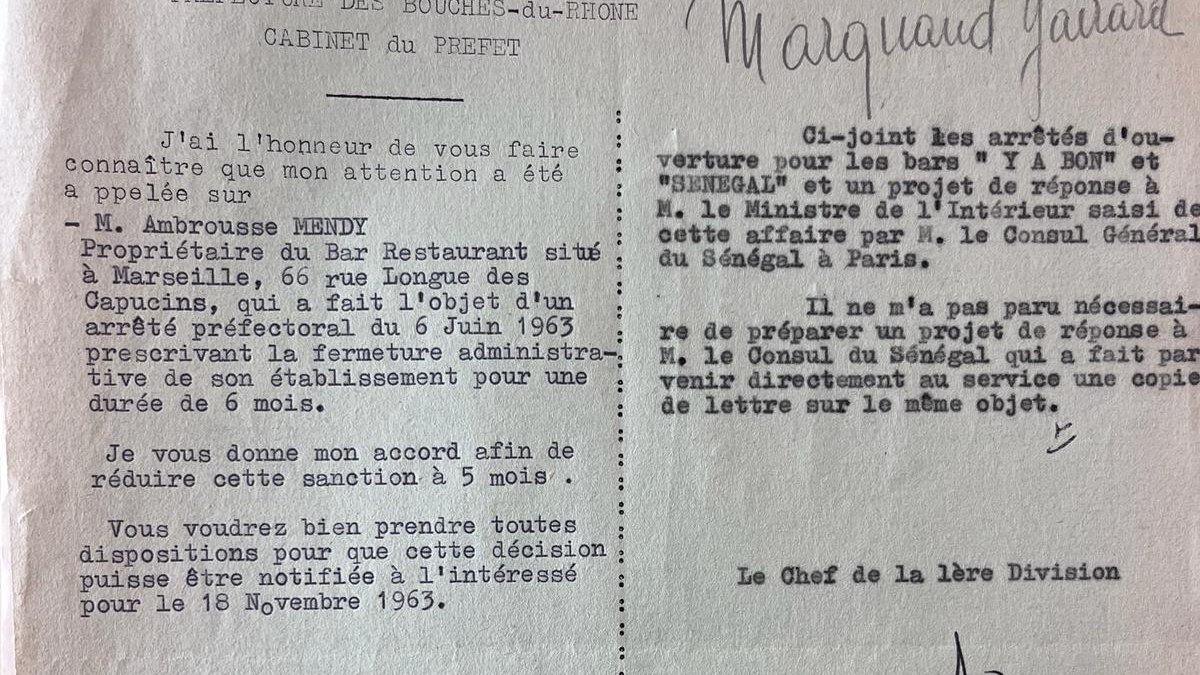 PREFECTURE DES BOUCHES-du-RHONE
CABINET du PREFET
J'ai l'honneur de vous faire
connaître que mon attention a été
a ppelée sur
- M. Ambrousse MENDY
Propriétaire du Bar Restaurant situé
à Marseille, 66 rue Longue des
Capucins, qui a fait l'objet d'un
arrêté préfectoral du 6 Juin 1963
prescrivant la fermeture administra-
tive de son établissement pour une
durée de 6 mois.
Je vous donne mon accord afin de
réduire cette sanction à 5 mois .
Vous voudrez bien prendre toutes
dispositions pour que cette décision
puisse être notifiée à l'intéressé
pour le 18 Novembre 1963.
Marquand
Ci-joint les arrêtés d'ou-
verture pour les bars " Y A BON" et
"SENEGAL" et un projet de réponse à
M. le Ministre de l'Intérieur saisi de
cette affaire par M. le Consul Général
du Sénégal à Paris.
Il ne m'a pas paru nécessai-
re de préparer un projet de réponse à
M. le Consul du Sénégal qui a fait par
venir directement au service une copie
de lettre sur le même objet.
Le Chef de la 1ère Division